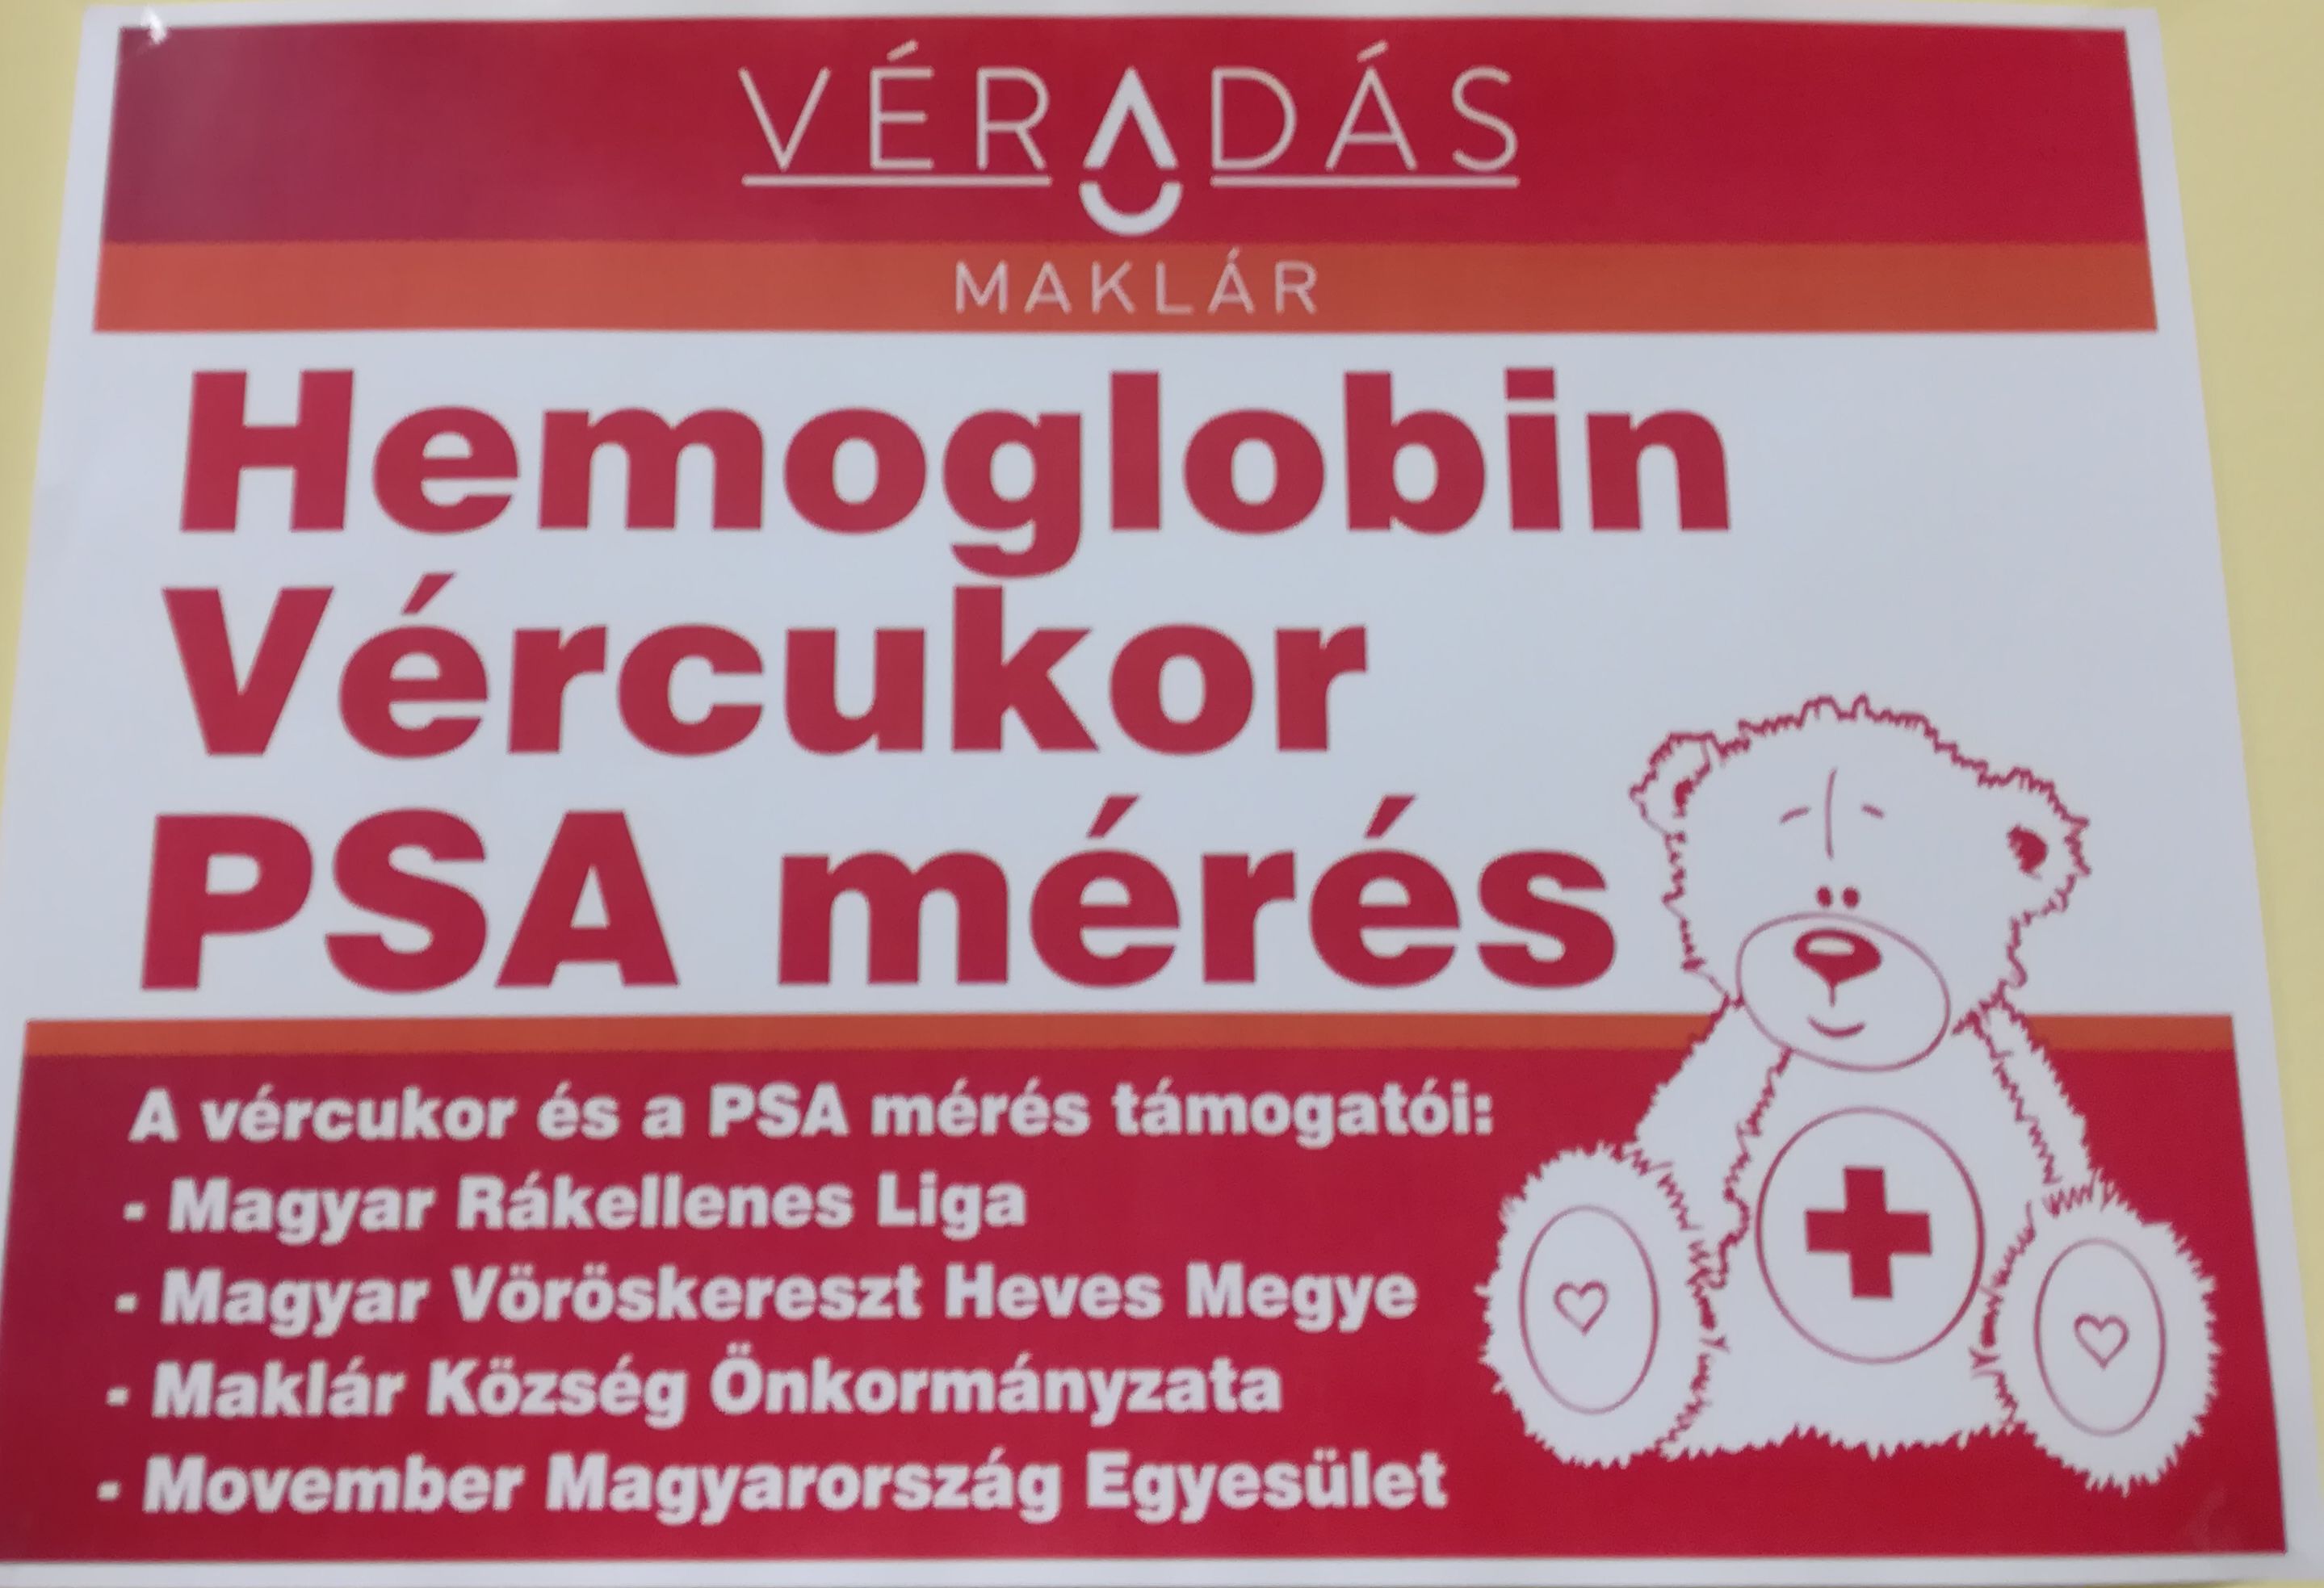 VÉRADÁS
MAKLÁR
Hemoglobin
Vércukor
PSA mérés
A vércukor és a PSA mérés támogatói:
- Magyar Rákellenes Liga
- Magyar Vöröskereszt Heves Megye
- Maklár Község Önkormányzata
- Movember Magyarország Egyesület